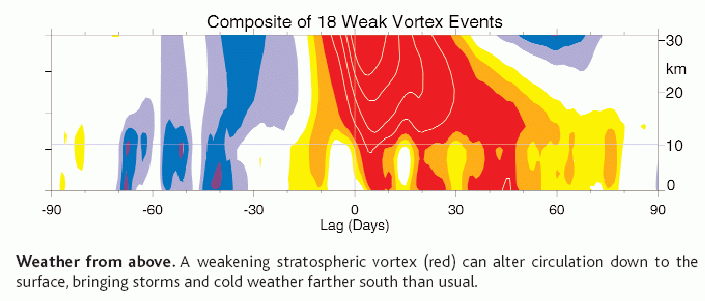 Composite of 18 Weak Vortex Events
30
km
20
10
0
-90 -60 -30 0 30 60 90
Lag (Days)
Weather from above. A weakening stratospheric vortex (red) can alter circulation down to the
surface, bringing storms and cold weather farther south than usual.